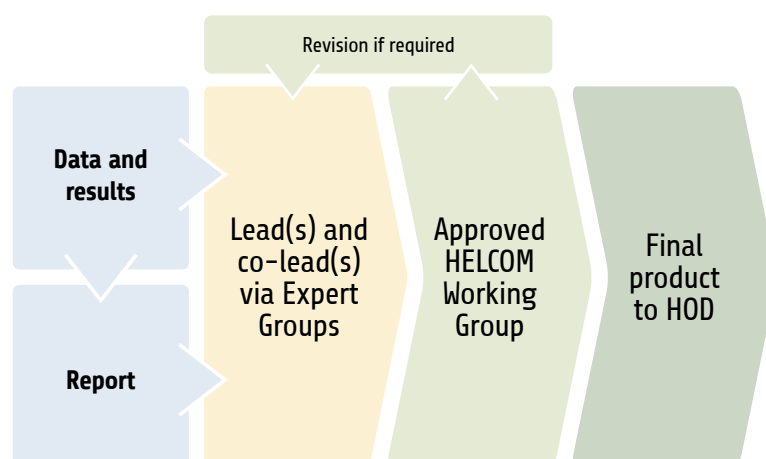 Revision if required
Data and
results
Report
Lead(s) and
co-lead(s)
via Expert
Groups
Approved
HELCOM
Working
Group
Final
product
to HOD